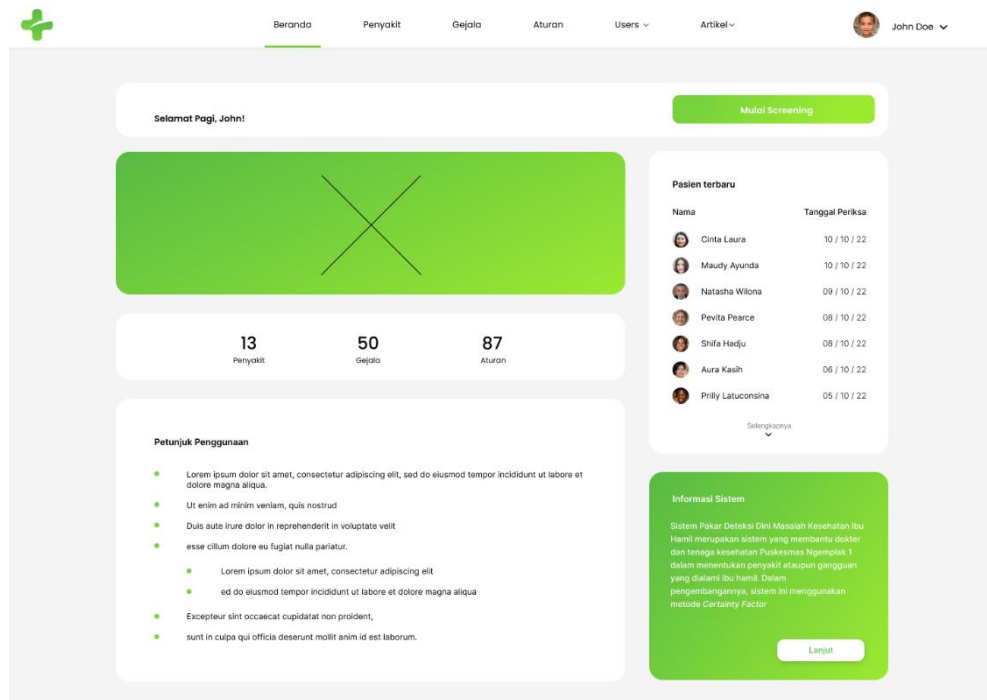 Beranda Penyakit Gejala Aturan Users Artikel John Doe
Selamat Pagi, John!
Mulai Screening
13 50 87
Penyakit Gejala Aturan
Petunjuk Penggunaan
Lorem ipsum dolor sit amet, consectetur adipiscing elit, sed do eiusmod tempor incididunt ut labore et
dolore magna aliqua.
Ut enim ad minim veniam, quis nostrud
Duis aute irure dolor in reprehenderit in voluptate velit
esse cillum dolore eu fugiat nulla pariatur.
Lorem ipsum dolor sit amet, consectetur adipiscing elit
ed do eiusmod tempor incididunt ut labore et dolore magna aliqua
Excepteur sint occaecat cupidatat non proident,
sunt in culpa qui officia deserunt mollit anim id est laborum.
Pasien terbaru
Nama Tanggal Periksa
Cinta Laura 10 / 10 / 22
Maudy Ayunda 10 / 10 / 22
Natasha Wilona 09 / 10 / 22
Pevita Pearce 08 / 10 / 22
Shifa Hadju 08 / 10 / 22
Aura Kasih 06 / 10 / 22
Prilly Latuconsina 05 / 10 / 22
Selengkapnya
Informasi Sistem
Sistem Pakar Deteksi Dini Masalah Kesehatan Ibu
Hamil merupakan sistem yang membantu dokter
dan tenaga kesehatan Puskesmas Ngemplak 1
dalam menentukan penyakit ataupun gangguan
yang dialami ibu hamil. Dalam
pengembangannya, sistem ini menggunakan
metode Certainty Factor
Lanjut